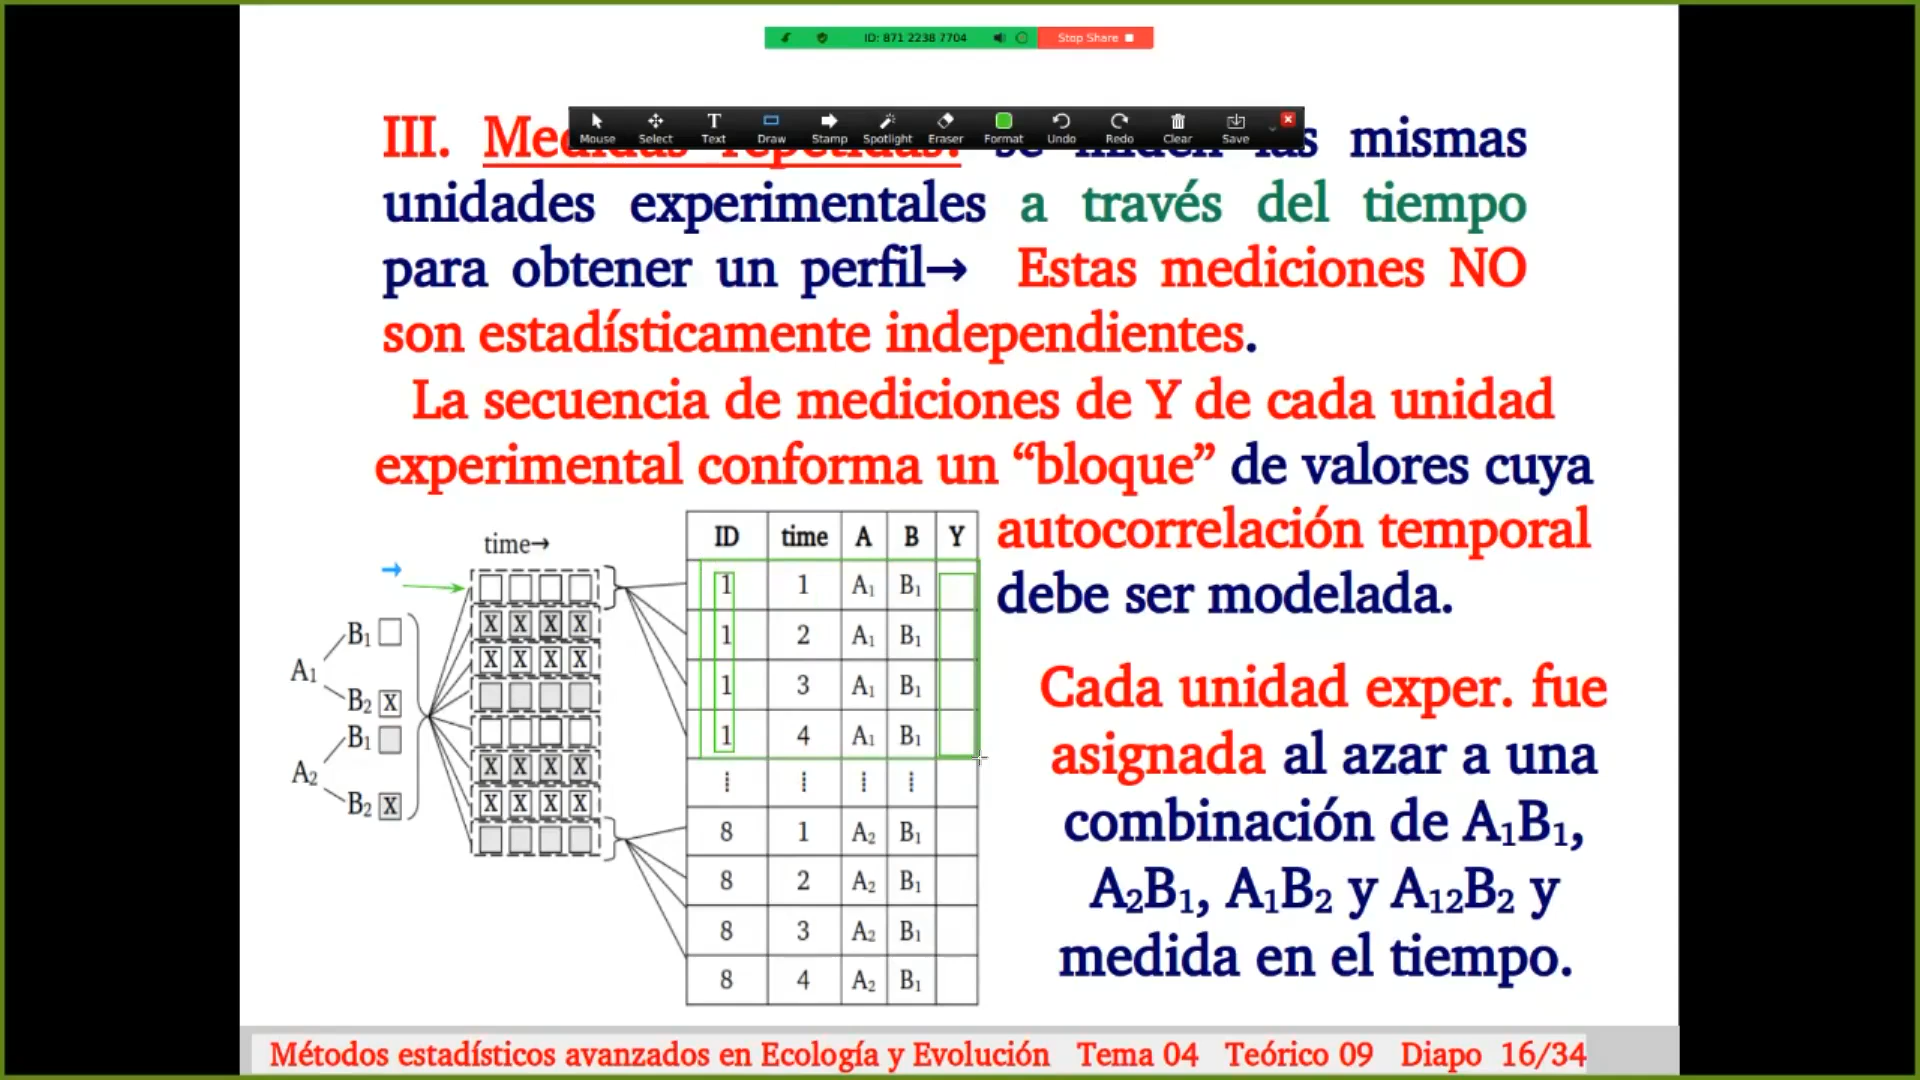 ID: 871 2238 7704 Stop Share
Mouse Select Text Draw Stamp Spotlight Eraser Format Undo Redo Clear Save
III. Medidas repetidas: se miden las mismas
unidades experimentales a través del tiempo
para obtener un perfil→ Estas mediciones NO
son estadísticamente independientes.
La secuencia de mediciones de Y de cada unidad
experimental conforma un “bloque” de valores cuya
autocorrelación temporal
debe ser modelada.
Cada unidad exper. fue
asignada al azar a una
combinación de A₁B₁,
A₂B₁, A₁B₂ y A₁₂B₂ y
medida en el tiempo.
time→
→
A₁
B₁
B₂ X
A₂
B₁
B₂ X
X X X X
X X X X
X X X X
X X X X
ID time A B Y
1 1 A₁ B₁
1 2 A₁ B₁
1 3 A₁ B₁
1 4 A₁ B₁
⁞ ⁞ ⁞ ⁞
8 1 A₂ B₁
8 2 A₂ B₁
8 3 A₂ B₁
8 4 A₂ B₁
Métodos estadísticos avanzados en Ecología y Evolución Tema 04 Teórico 09 Diapo 16/34